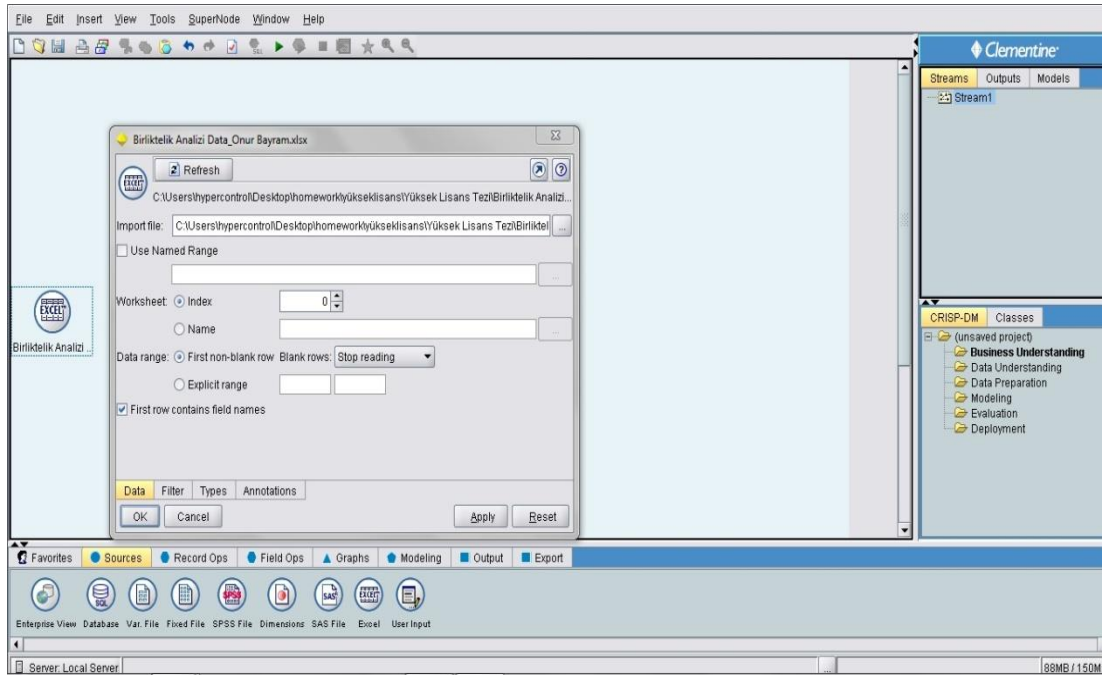 File Edit Insert View Tools SuperNode Window Help
Clementine
Streams Outputs Models
Stream1
Birliktelik Analizi Data_Onur Bayram.xlsx
Refresh
C:\Users\hypercontrol\Desktop\homework\yükseklisans\Yüksek Lisans Tezi\Birliktelik Analizi...
Import file: C:\Users\hypercontrol\Desktop\homework\yükseklisans\Yüksek Lisans Tezi\Birliktel ...
Use Named Range
...
Worksheet: Index 0
Name ...
Data range: First non-blank row Blank rows: Stop reading
Explicit range
First row contains field names
Data Filter Types Annotations
OK Cancel Apply Reset
EXCEL
Birliktelik Analizi ...
CRISP-DM Classes
(unsaved project)
Business Understanding
Data Understanding
Data Preparation
Modeling
Evaluation
Deployment
Favorites Sources Record Ops Field Ops Graphs Modeling Output Export
SQL SPSS SAS EXCEL
Enterprise View Database Var. File Fixed File SPSS File Dimensions SAS File Excel User Input
Server: Local Server ... 88MB / 150M